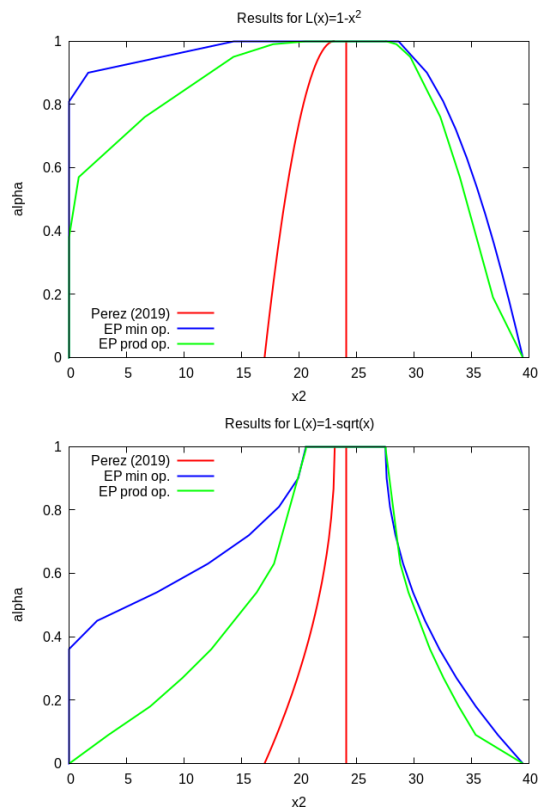 Results for L(x)=1-x²
1
0.8
0.6
alpha
0.4
0.2
0
Perez (2019)
EP min op.
EP prod op.
0 5 10 15 20 25 30 35 40
x2
Results for L(x)=1-sqrt(x)
1
Perez (2019)
EP min op.
EP prod op.
0.8
0.6
alpha
0.4
0.2
0
0 5 10 15 20 25 30 35 40
x2